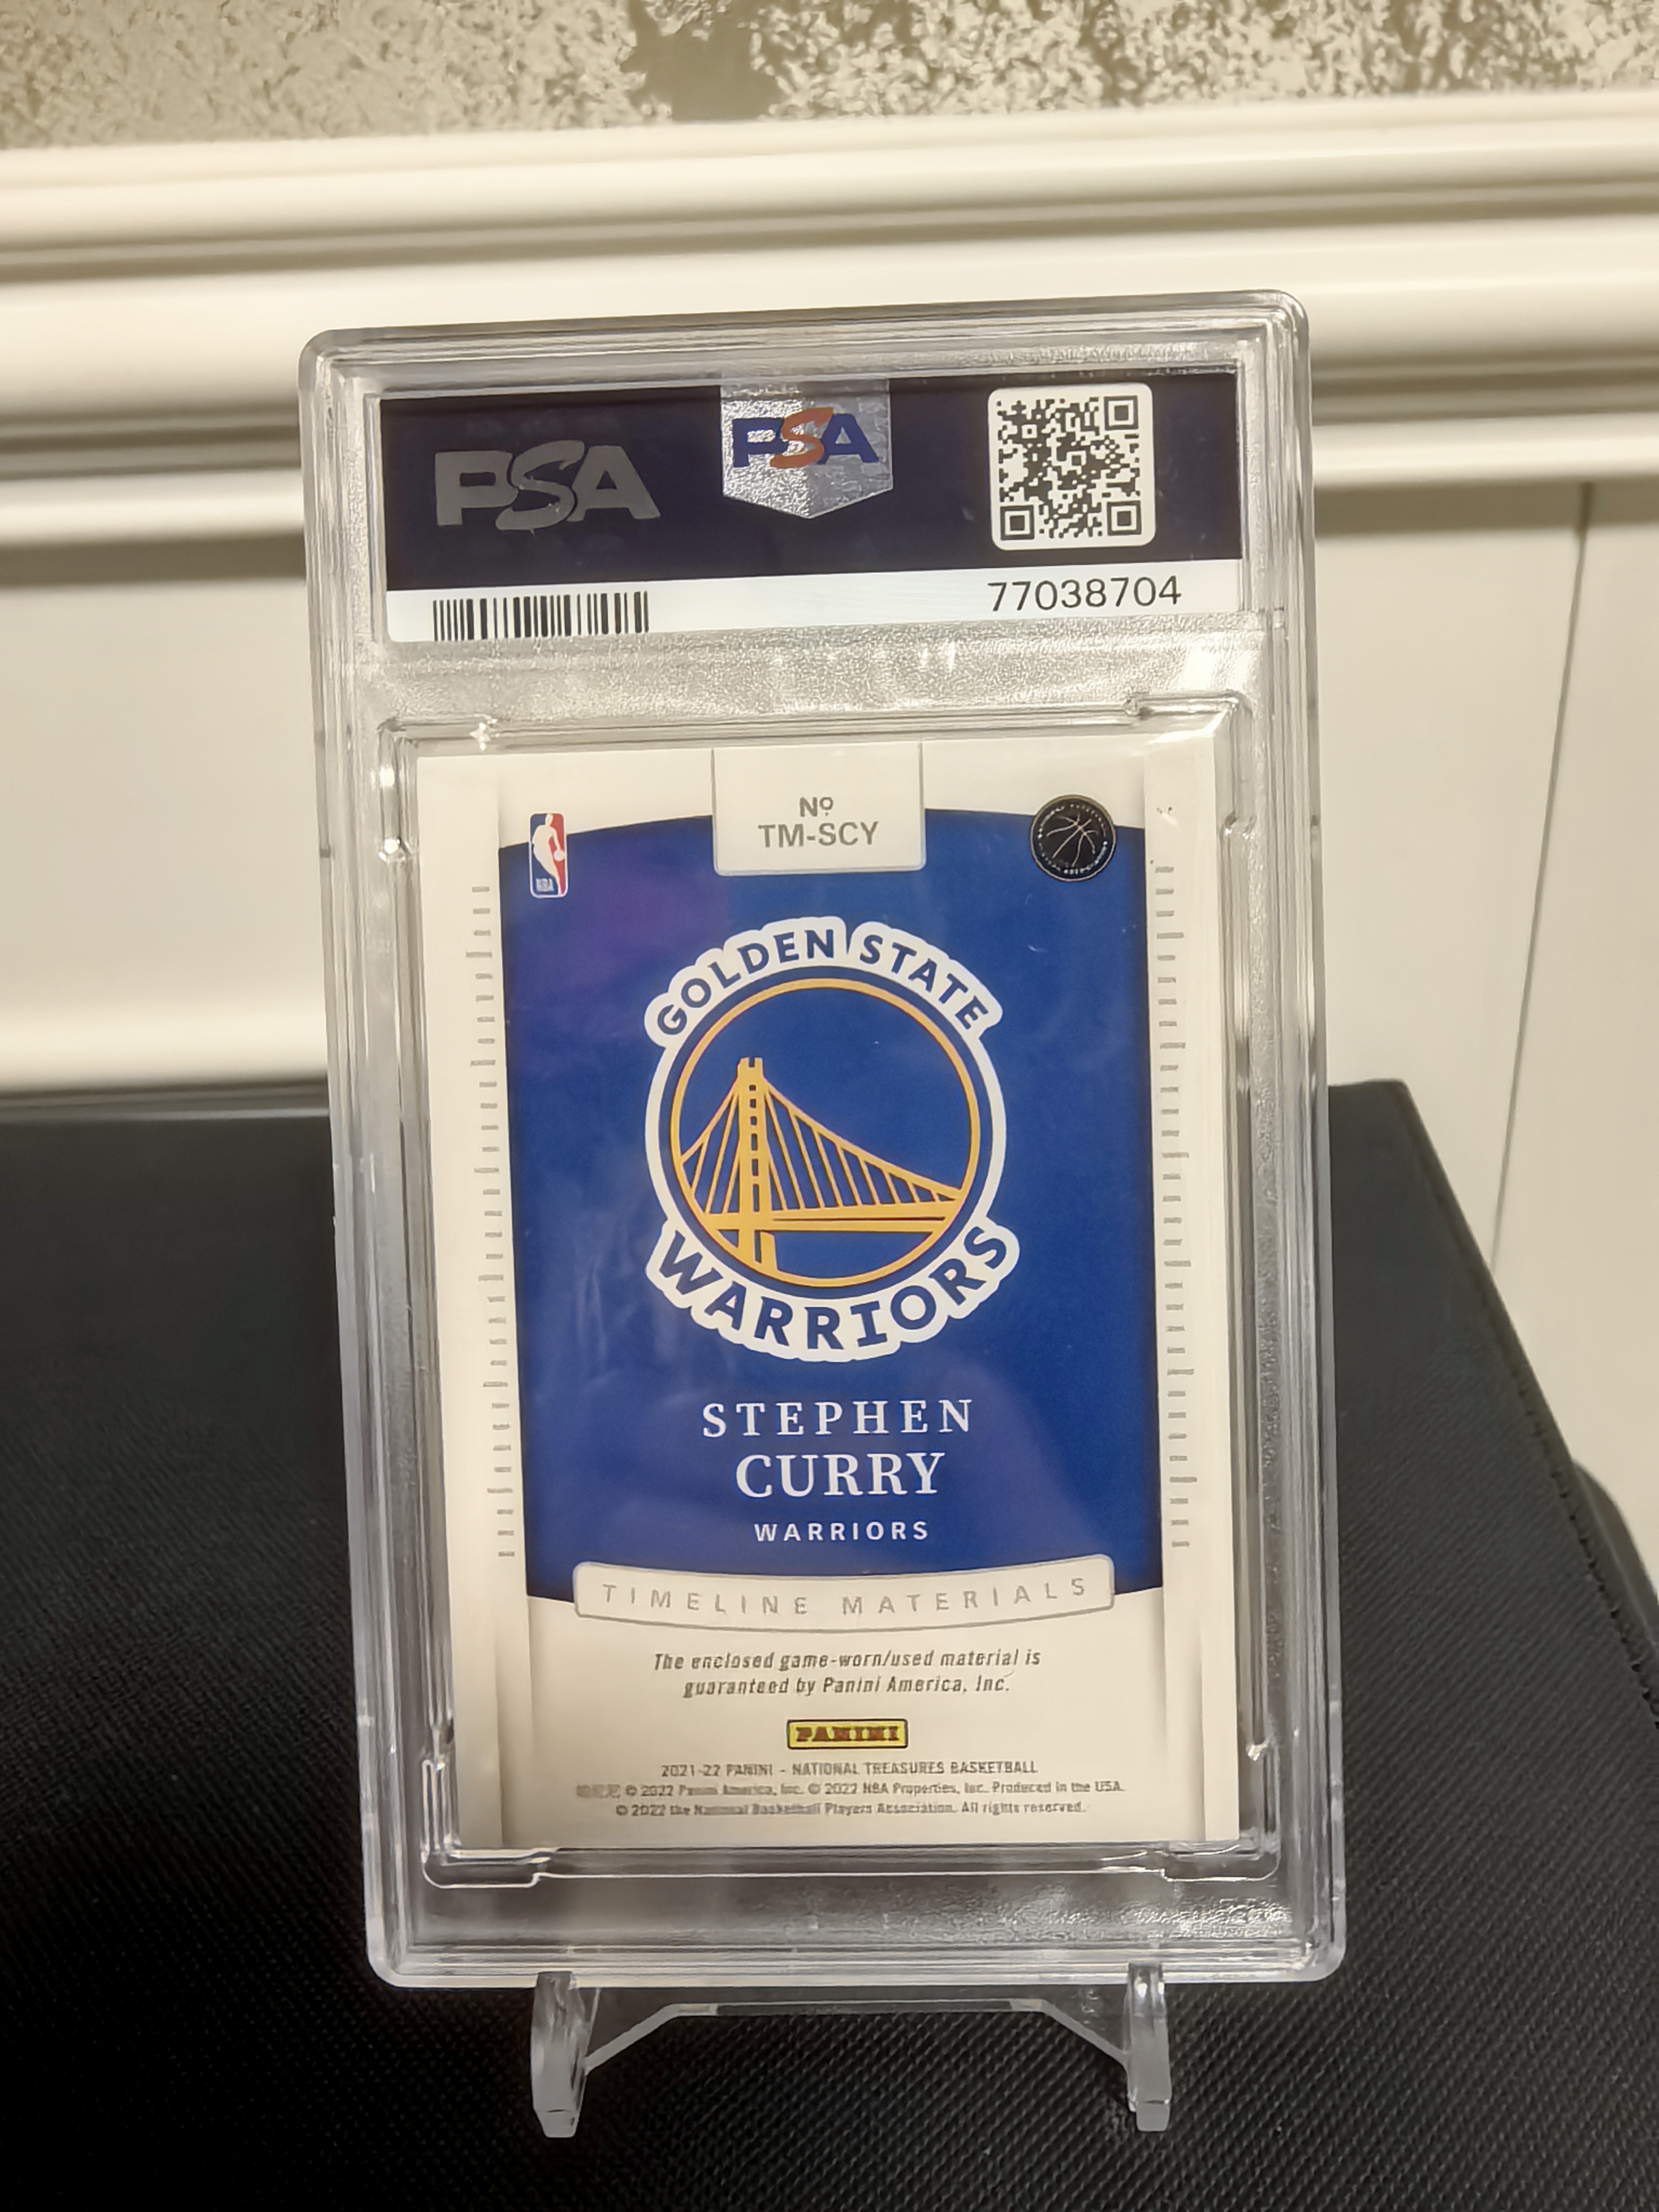 PSA
PSA
77038704
Nº
TM-SCY
NBA
GOLDEN STATE
WARRIORS
STEPHEN
CURRY
WARRIORS
TIMELINE MATERIALS
The enclosed game-worn/used material is
guaranteed by Panini America, Inc.
PANINI
2021-22 PANINI - NATIONAL TREASURES BASKETBALL
© 2022 Panini America, Inc. © 2022 NBA Properties, Inc. Produced in the USA.
© 2022 the National Basketball Players Association. All rights reserved.